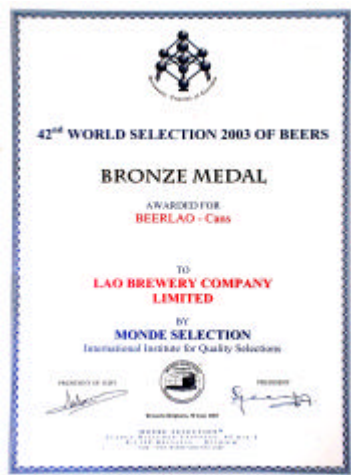 42nd WORLD SELECTION 2003 OF BEERS
BRONZE MEDAL
AWARDED FOR
BEERLAO - Cans
TO
LAO BREWERY COMPANY
LIMITED
BY
MONDE SELECTION
International Institute for Quality Selections
PRESIDENT OF JURY
PRESIDENT
MONDE SELECTION®